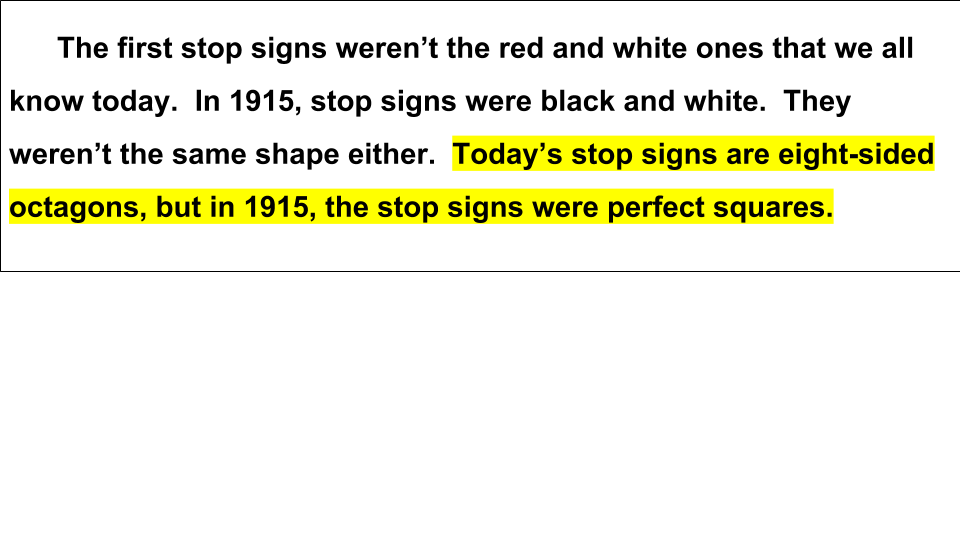 The first stop signs weren’t the red and white ones that we all
know today.  In 1915, stop signs were black and white.  They
weren’t the same shape either.  Today’s stop signs are eight-sided
octagons, but in 1915, the stop signs were perfect squares.